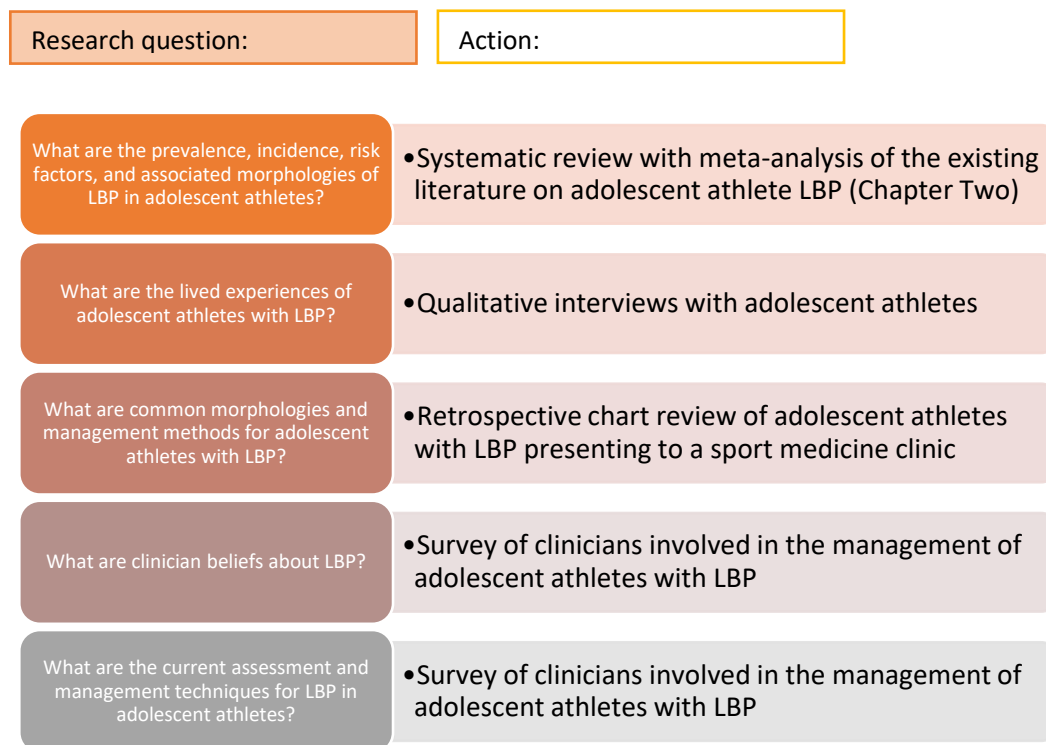 Research question:
Action:
What are the prevalence, incidence, risk
factors, and associated morphologies of
LBP in adolescent athletes?
•Systematic review with meta-analysis of the existing
literature on adolescent athlete LBP (Chapter Two)
What are the lived experiences of
adolescent athletes with LBP?
•Qualitative interviews with adolescent athletes
What are common morphologies and
management methods for adolescent
athletes with LBP?
•Retrospective chart review of adolescent athletes
with LBP presenting to a sport medicine clinic
What are clinician beliefs about LBP?
•Survey of clinicians involved in the management of
adolescent athletes with LBP
What are the current assessment and
management techniques for LBP in
adolescent athletes?
•Survey of clinicians involved in the management of
adolescent athletes with LBP